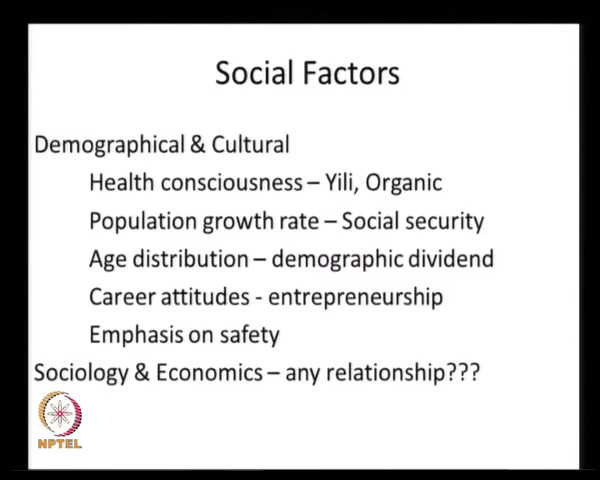 Social Factors
Demographical & Cultural
Health consciousness – Yili, Organic
Population growth rate – Social security
Age distribution – demographic dividend
Career attitudes - entrepreneurship
Emphasis on safety
Sociology & Economics – any relationship???
NPTEL